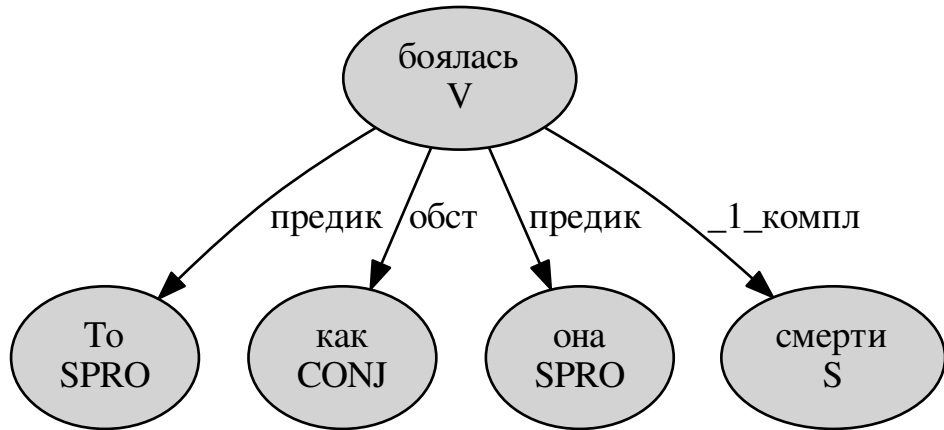 боялась
V
предик обст предик _1_компл
То
SPRO
как
CONJ
она
SPRO
смерти
S